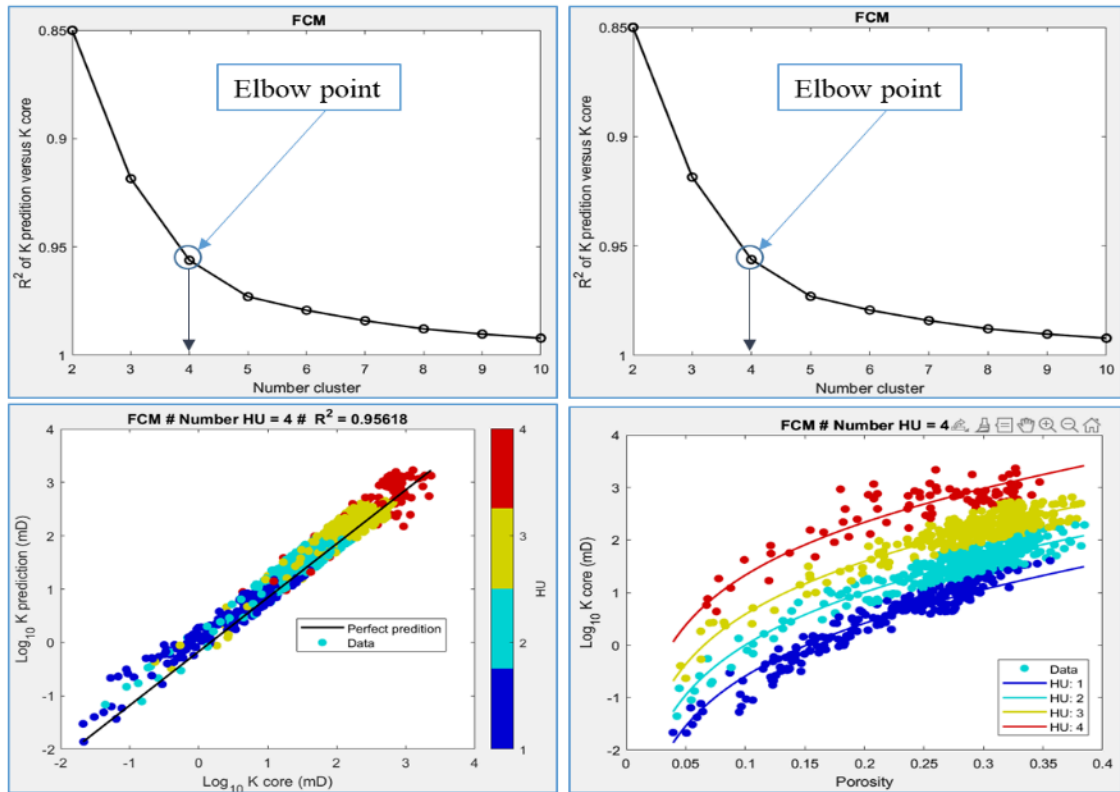 FCM
Elbow point
R² of K predition versus K core
0.85
0.9
0.95
1
2 3 4 5 6 7 8 9 10
Number cluster
FCM
Elbow point
R² of K predition versus K core
0.85
0.9
0.95
1
2 3 4 5 6 7 8 9 10
Number cluster
FCM # Number HU = 4 # R² = 0.95618
Log₁₀ K prediction (mD)
4
3
2
1
0
-1
-2
-2 -1 0 1 2 3 4
Log₁₀ K core (mD)
Perfect predition
Data
4
3
2
1
HU
FCM # Number HU = 4
Log₁₀ K core (mD)
4
3
2
1
0
-1
-2
0 0.05 0.1 0.15 0.2 0.25 0.3 0.35 0.4
Porosity
Data
HU: 1
HU: 2
HU: 3
HU: 4